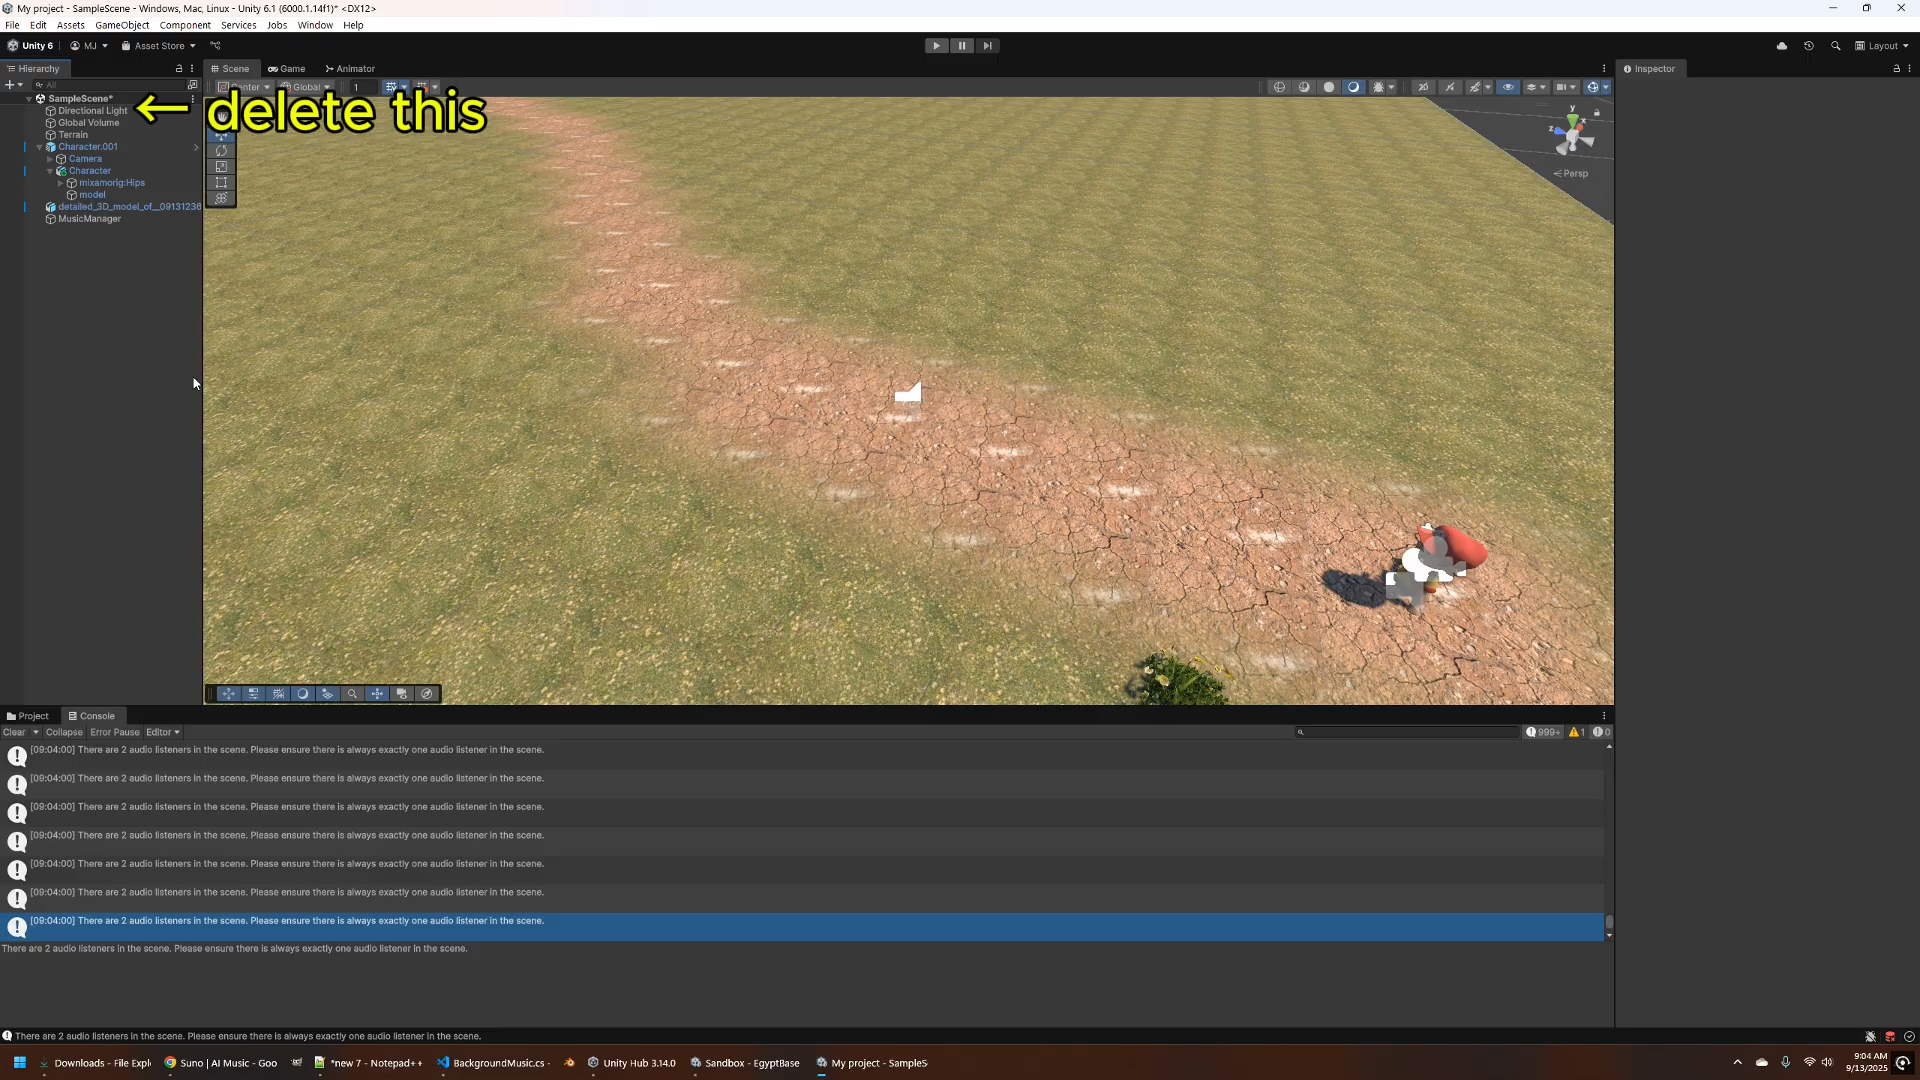 My project - SampleScene - Windows, Mac, Linux - Unity 6.1 (6000.1.14f1)* <DX12>
File Edit Assets GameObject Component Services Jobs Window Help
Unity 6 MJ Asset Store Layout
Hierarchy Scene Game Animator Inspector
All Center Global 1 2D
SampleScene*
Directional Light ← delete this
Global Volume
Terrain
Character.001
Camera
Character
mixamorig:Hips
model
detailed_3D_model_of__09131236
MusicManager
y
x
z
Persp
Project Console
Clear Collapse Error Pause Editor 999+ 1 0
[09:04:00] There are 2 audio listeners in the scene. Please ensure there is always exactly one audio listener in the scene.
[09:04:00] There are 2 audio listeners in the scene. Please ensure there is always exactly one audio listener in the scene.
[09:04:00] There are 2 audio listeners in the scene. Please ensure there is always exactly one audio listener in the scene.
[09:04:00] There are 2 audio listeners in the scene. Please ensure there is always exactly one audio listener in the scene.
[09:04:00] There are 2 audio listeners in the scene. Please ensure there is always exactly one audio listener in the scene.
[09:04:00] There are 2 audio listeners in the scene. Please ensure there is always exactly one audio listener in the scene.
[09:04:00] There are 2 audio listeners in the scene. Please ensure there is always exactly one audio listener in the scene.
There are 2 audio listeners in the scene. Please ensure there is always exactly one audio listener in the scene.
There are 2 audio listeners in the scene. Please ensure there is always exactly one audio listener in the scene.
Downloads - File Expl Suno | AI Music - Goo *new 7 - Notepad++ BackgroundMusic.cs - Unity Hub 3.14.0 Sandbox - EgyptBase My project - SampleS
9:04 AM
9/13/2025